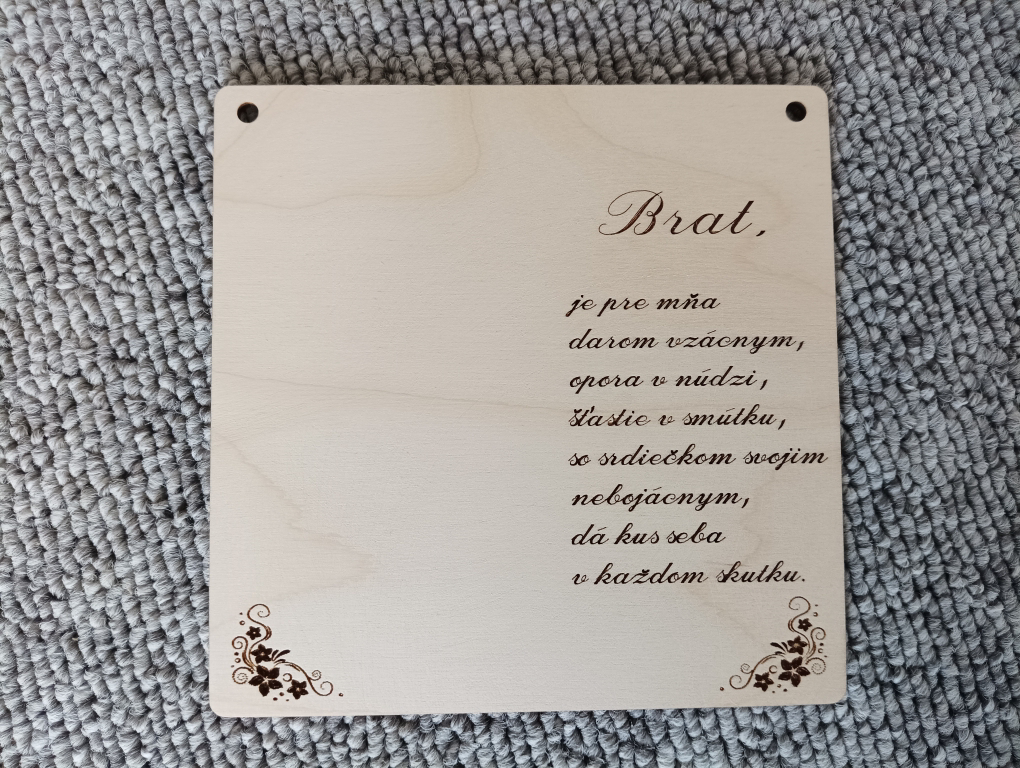 Brat,
je pre mňa
darom vzácnym,
opora v núdzi,
šťastie v smútku,
so srdiečkom svojim
nebojácnym,
dá kus seba
v každom skutku.